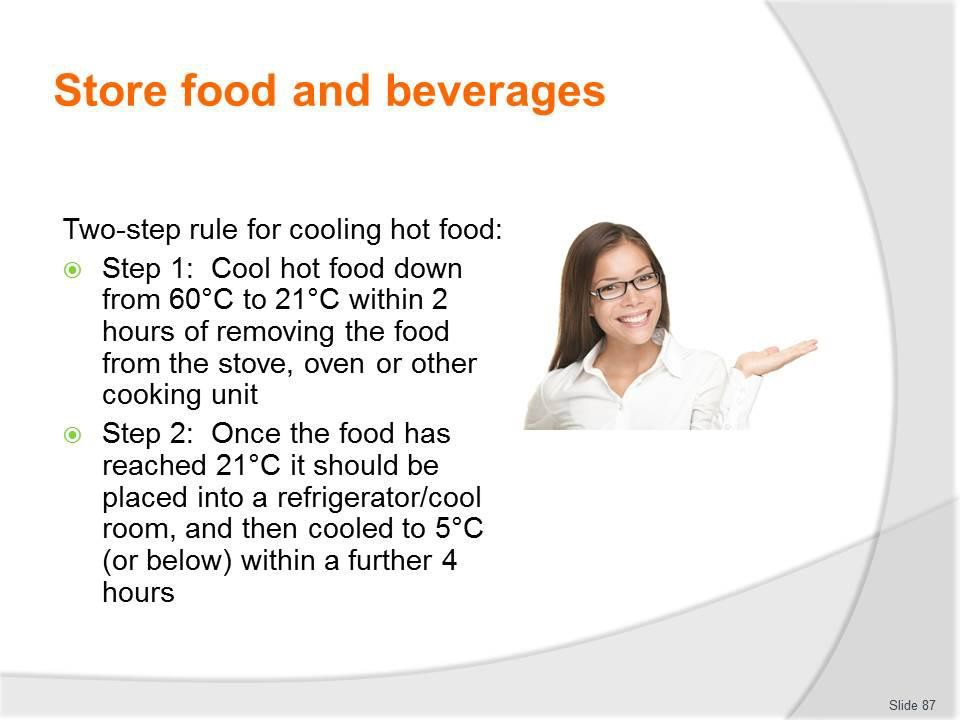 Store food and beverages
Two-step rule for cooling hot food:
Step 1:  Cool hot food down
from 60°C to 21°C within 2
hours of removing the food
from the stove, oven or other
cooking unit
Step 2:  Once the food has
reached 21°C it should be
placed into a refrigerator/cool
room, and then cooled to 5°C
(or below) within a further 4
hours
Slide 87